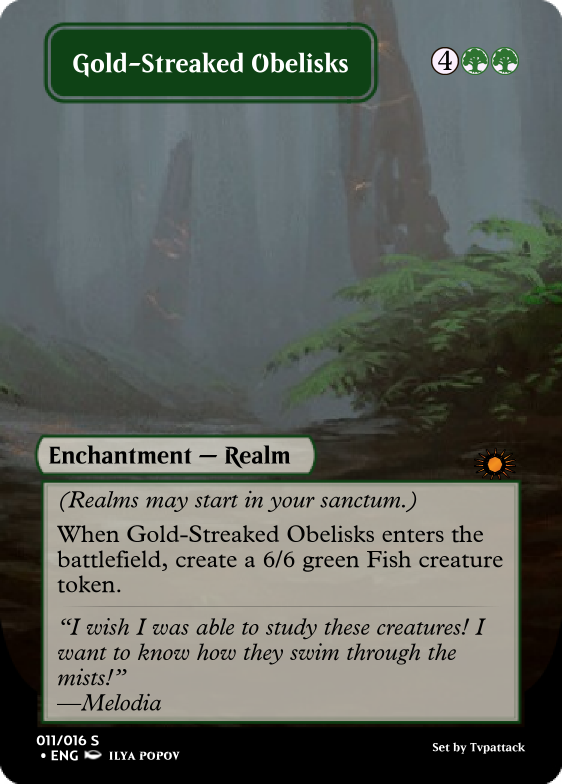 Gold-Streaked Obelisks 4
Enchantment — Realm
(Realms may start in your sanctum.)
When Gold-Streaked Obelisks enters the
battlefield, create a 6/6 green Fish creature
token.
“I wish I was able to study these creatures! I
want to know how they swim through the
mists!”
—Melodia
011/016 S
• ENG ILYA POPOV
Set by Tvpattack